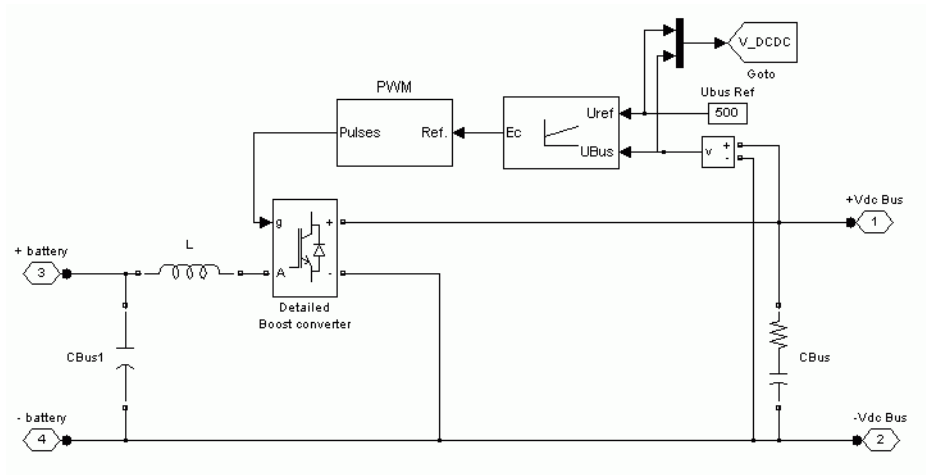 V_DCDC
Goto
PWM
Ubus Ref
Pulses
Ref.
Ec
Uref
UBus
500
v
+
-
+Vdc Bus
1
g
+
A
-
L
+ battery
3
Detailed
Boost converter
CBus1
CBus
- battery
4
-Vdc Bus
2